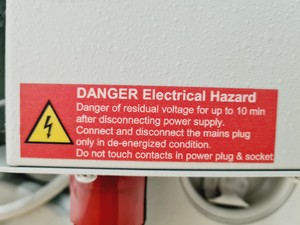 DANGER Electrical Hazard
Danger of residual voltage for up to 10 min
after disconnecting power supply.
Connect and disconnect the mains plug
only in de-energized condition.
Do not touch contacts in power plug & socket